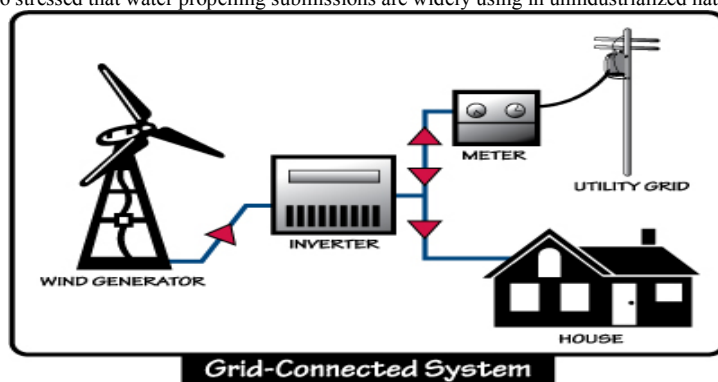 stressed that water propelling submissions are widely using in unindustrialized
METER
UTILITY GRID
INVERTER
WIND GENERATOR
HOUSE
Grid-Connected System